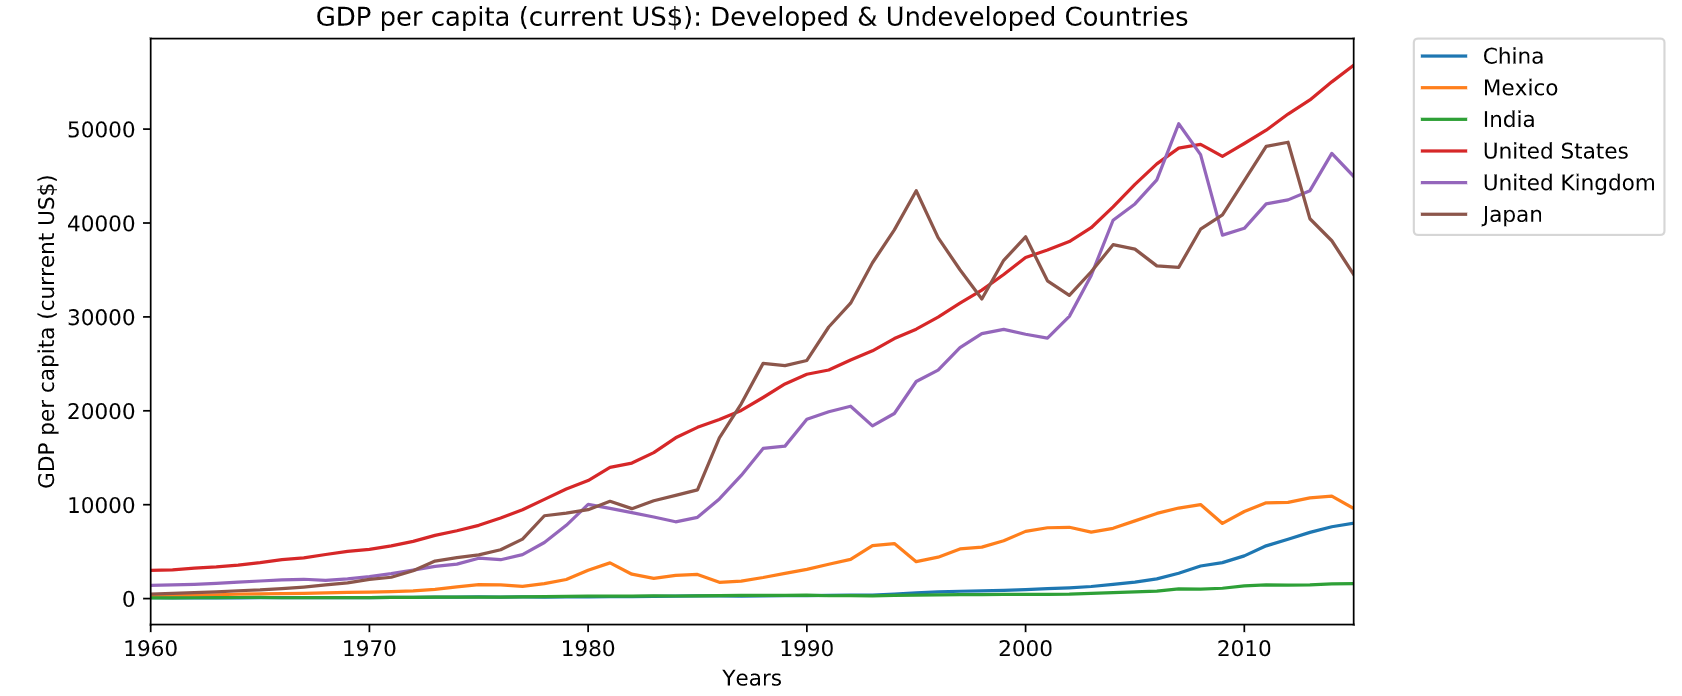 GDP per capita (current US$): Developed & Undeveloped Countries
GDP per capita (current US$)
50000
40000
30000
20000
10000
0
1960 1970 1980 1990 2000 2010
Years
China
Mexico
India
United States
United Kingdom
Japan